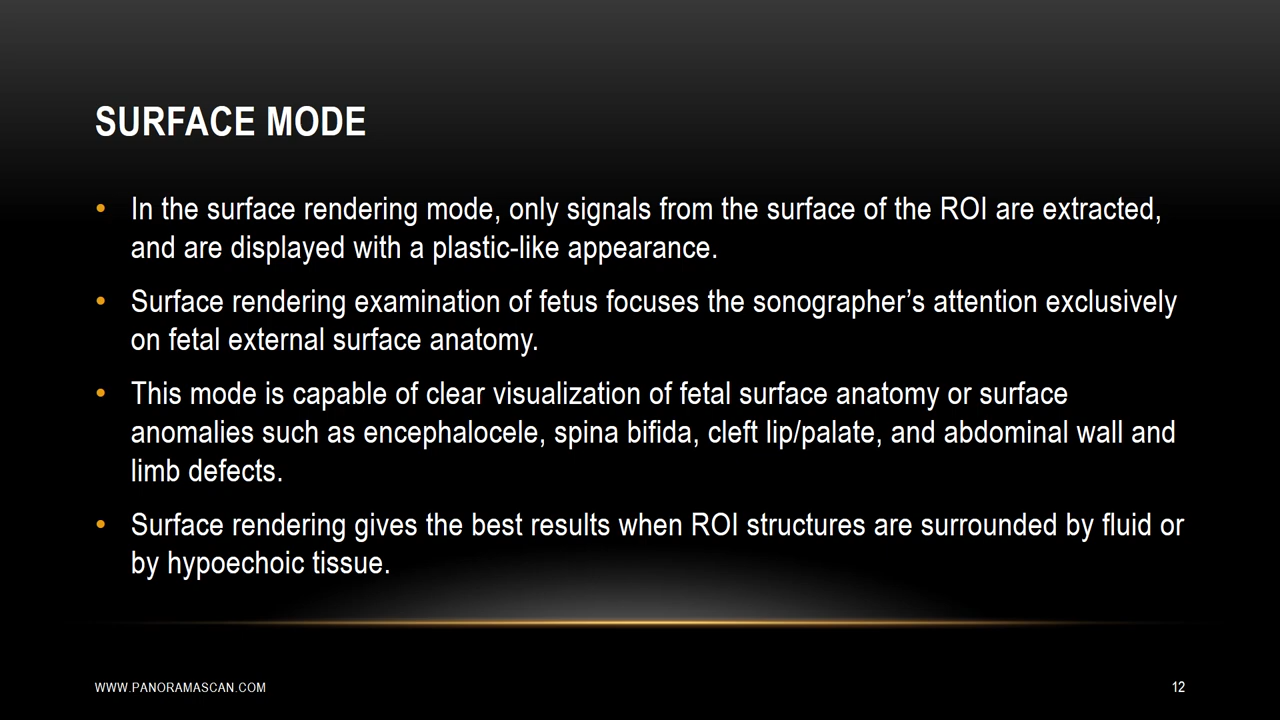 SURFACE MODE
• In the surface rendering mode, only signals from the surface of the ROI are extracted,
and are displayed with a plastic-like appearance.
• Surface rendering examination of fetus focuses the sonographer’s attention exclusively
on fetal external surface anatomy.
• This mode is capable of clear visualization of fetal surface anatomy or surface
anomalies such as encephalocele, spina bifida, cleft lip/palate, and abdominal wall and
limb defects.
• Surface rendering gives the best results when ROI structures are surrounded by fluid or
by hypoechoic tissue.
WWW.PANORAMASCAN.COM
12